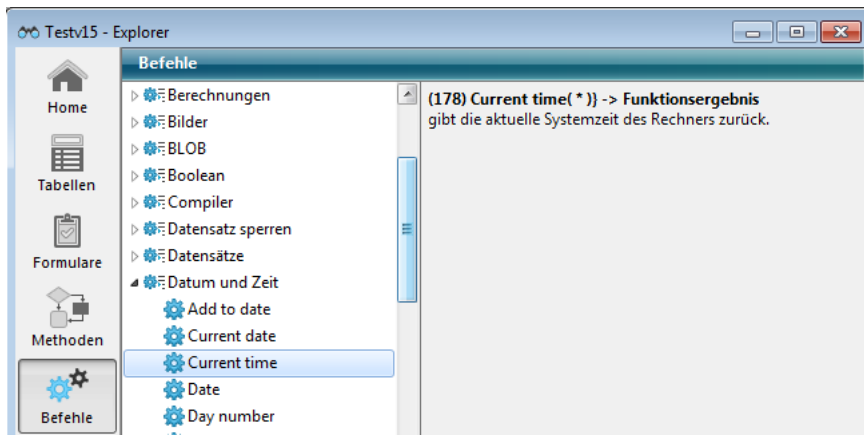 Testv15 - Explorer
Home
Tabellen
Formulare
Methoden
Befehle
Befehle
Berechnungen
Bilder
BLOB
Boolean
Compiler
Datensatz sperren
Datensätze
Datum und Zeit
Add to date
Current date
Current time
Date
Day number
(178) Current time( * )} -> Funktionsergebnis
gibt die aktuelle Systemzeit des Rechners zurück.